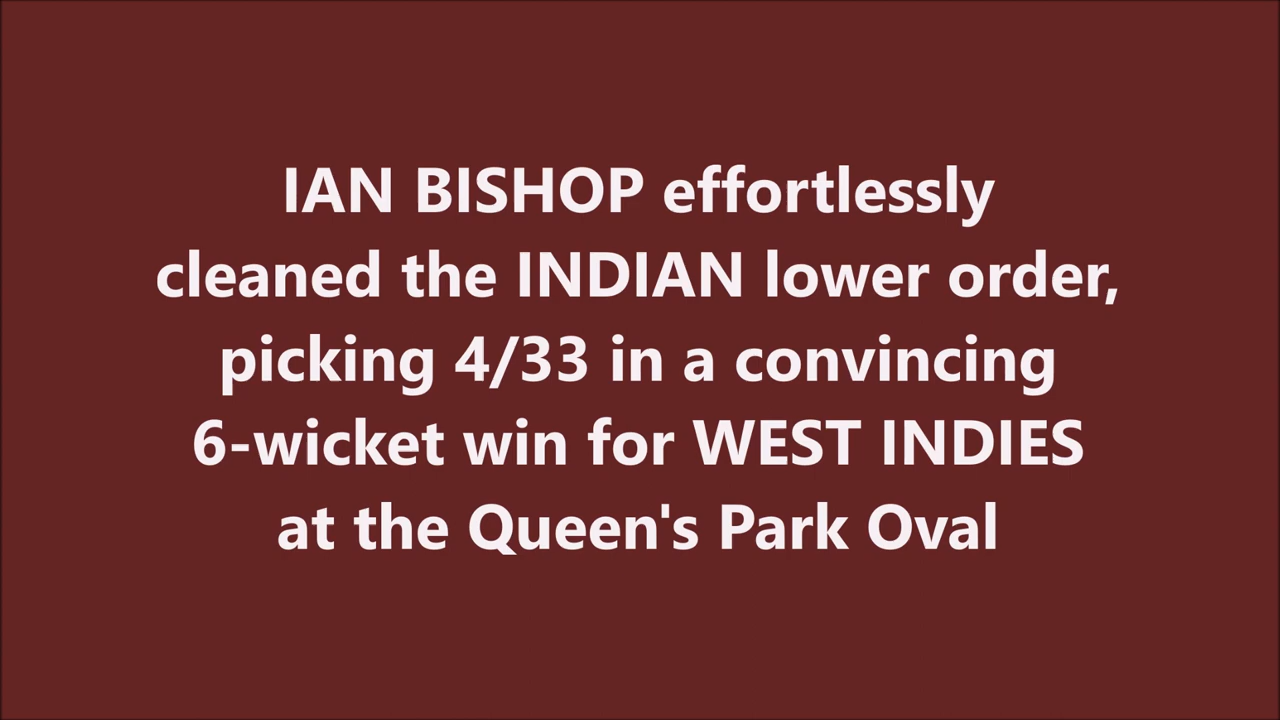 IAN BISHOP effortlessly
cleaned the INDIAN lower order,
picking 4/33 in a convincing
6-wicket win for WEST INDIES
at the Queen's Park Oval